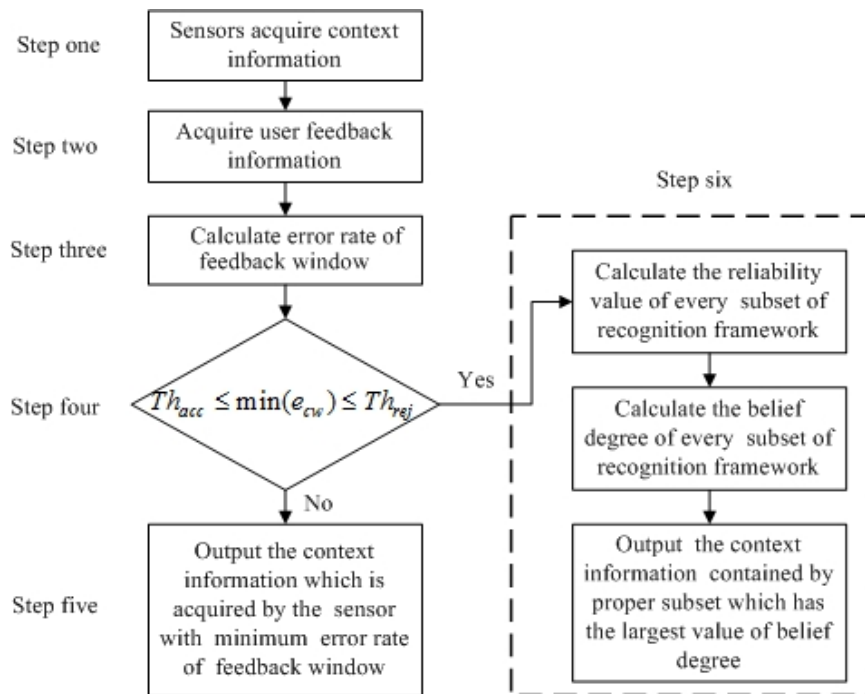 Step one
Sensors acquire context
information
Step two
Acquire user feedback
information
Step three
Calculate error rate of
feedback window
Step four
Th_acc ≤ min(e_cw) ≤ Th_rej
Yes
No
Step five
Output the context
information which is
acquired by the sensor
with minimum error rate
of feedback window
Step six
Calculate the reliability
value of every subset of
recognition framework
Calculate the belief
degree of every subset of
recognition framework
Output the context
information contained by
proper subset which has
the largest value of belief
degree